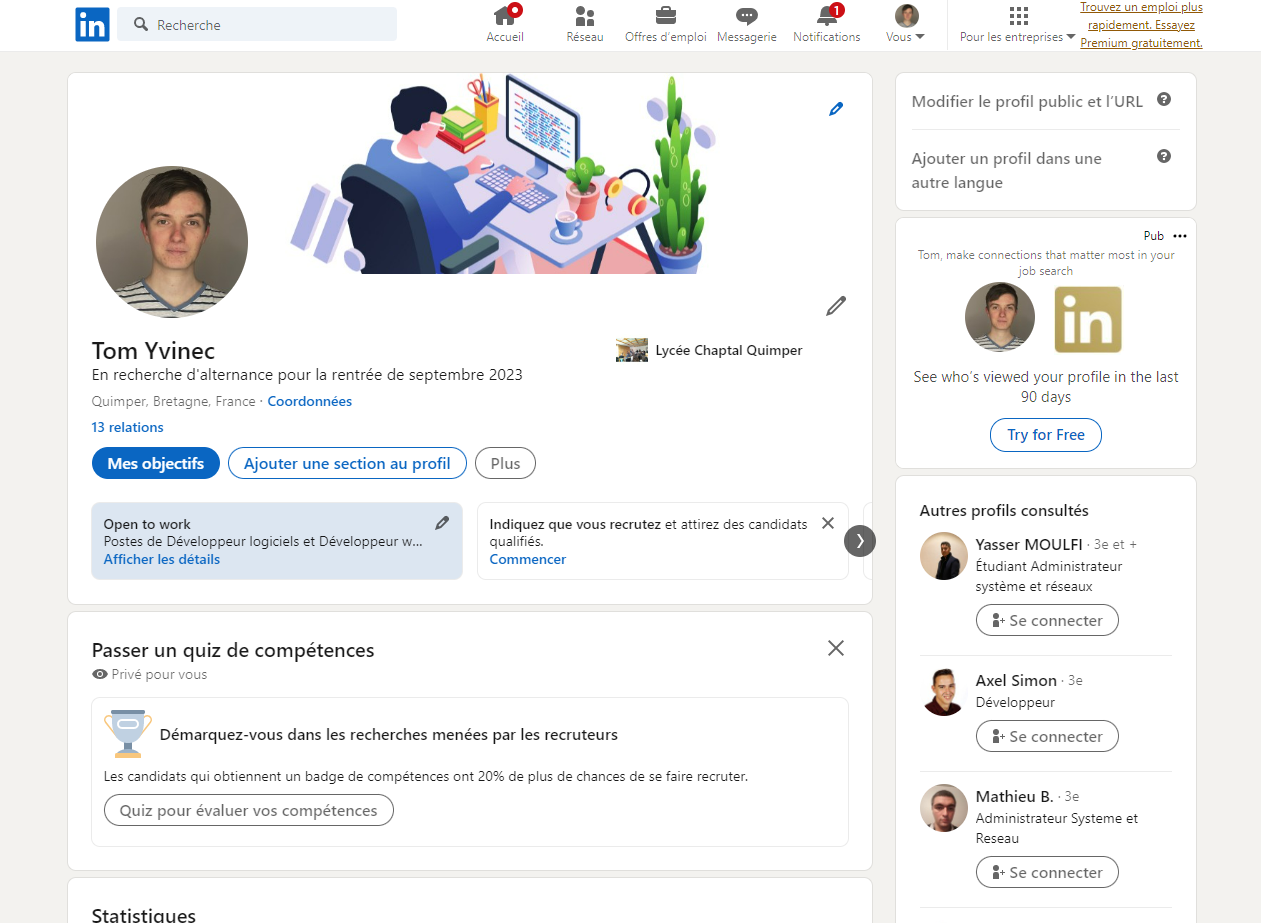 in
Recherche
Accueil
Réseau
Offres d'emploi
Messagerie
1
Notifications
Vous
Pour les entreprises
Trouvez un emploi plus
rapidement. Essayez
Premium gratuitement.
Tom Yvinec
En recherche d'alternance pour la rentrée de septembre 2023
Lycée Chaptal Quimper
Quimper, Bretagne, France · Coordonnées
13 relations
Mes objectifs
Ajouter une section au profil
Plus
Open to work
Postes de Développeur logiciels et Développeur w...
Afficher les détails
Indiquez que vous recrutez et attirez des candidats
qualifiés.
Commencer
Passer un quiz de compétences
Privé pour vous
Démarquez-vous dans les recherches menées par les recruteurs
Les candidats qui obtiennent un badge de compétences ont 20% de plus de chances de se faire recruter.
Quiz pour évaluer vos compétences
Statistiques
Modifier le profil public et l'URL
Ajouter un profil dans une
autre langue
Pub
Tom, make connections that matter most in your
job search
in
See who's viewed your profile in the last
90 days
Try for Free
Autres profils consultés
Yasser MOULFI · 3e et +
Étudiant Administrateur
système et réseaux
Se connecter
Axel Simon · 3e
Développeur
Se connecter
Mathieu B. · 3e
Administrateur Systeme et
Reseau
Se connecter